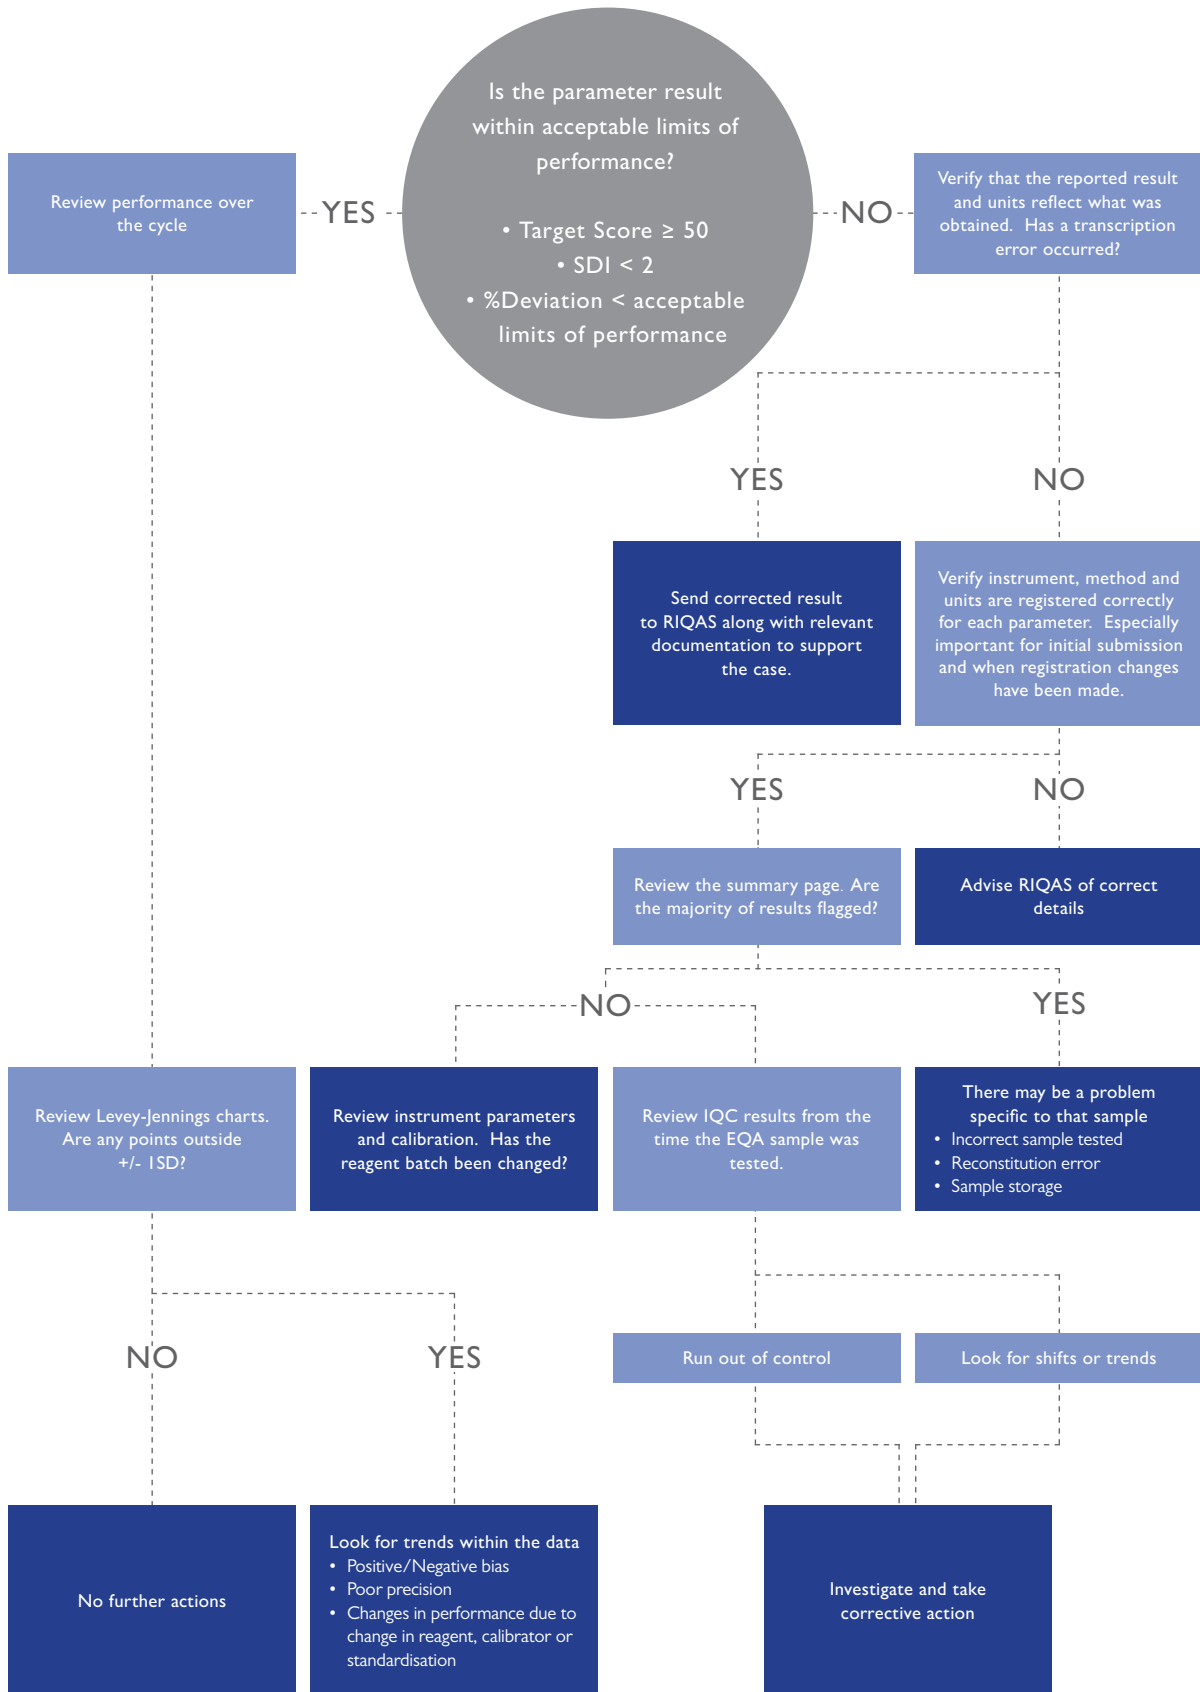 Is the parameter result
within acceptable limits of
performance?
• Target Score ≥ 50
• SDI < 2
• %Deviation < acceptable
limits of performance
Review performance over
the cycle
YES
NO
Verify that the reported result
and units reflect what was
obtained. Has a transcription
error occurred?
YES
NO
Send corrected result
to RIQAS along with relevant
documentation to support
the case.
Verify instrument, method and
units are registered correctly
for each parameter. Especially
important for initial submission
and when registration changes
have been made.
YES
NO
Review the summary page. Are
the majority of results flagged?
Advise RIQAS of correct
details
NO
YES
Review Levey-Jennings charts.
Are any points outside
+/- 1SD?
Review instrument parameters
and calibration. Has the
reagent batch been changed?
Review IQC results from the
time the EQA sample was
tested.
There may be a problem
specific to that sample
• Incorrect sample tested
• Reconstitution error
• Sample storage
NO
YES
Run out of control
Look for shifts or trends
No further actions
Look for trends within the data
• Positive/Negative bias
• Poor precision
• Changes in performance due to
change in reagent, calibrator or
standardisation
Investigate and take
corrective action